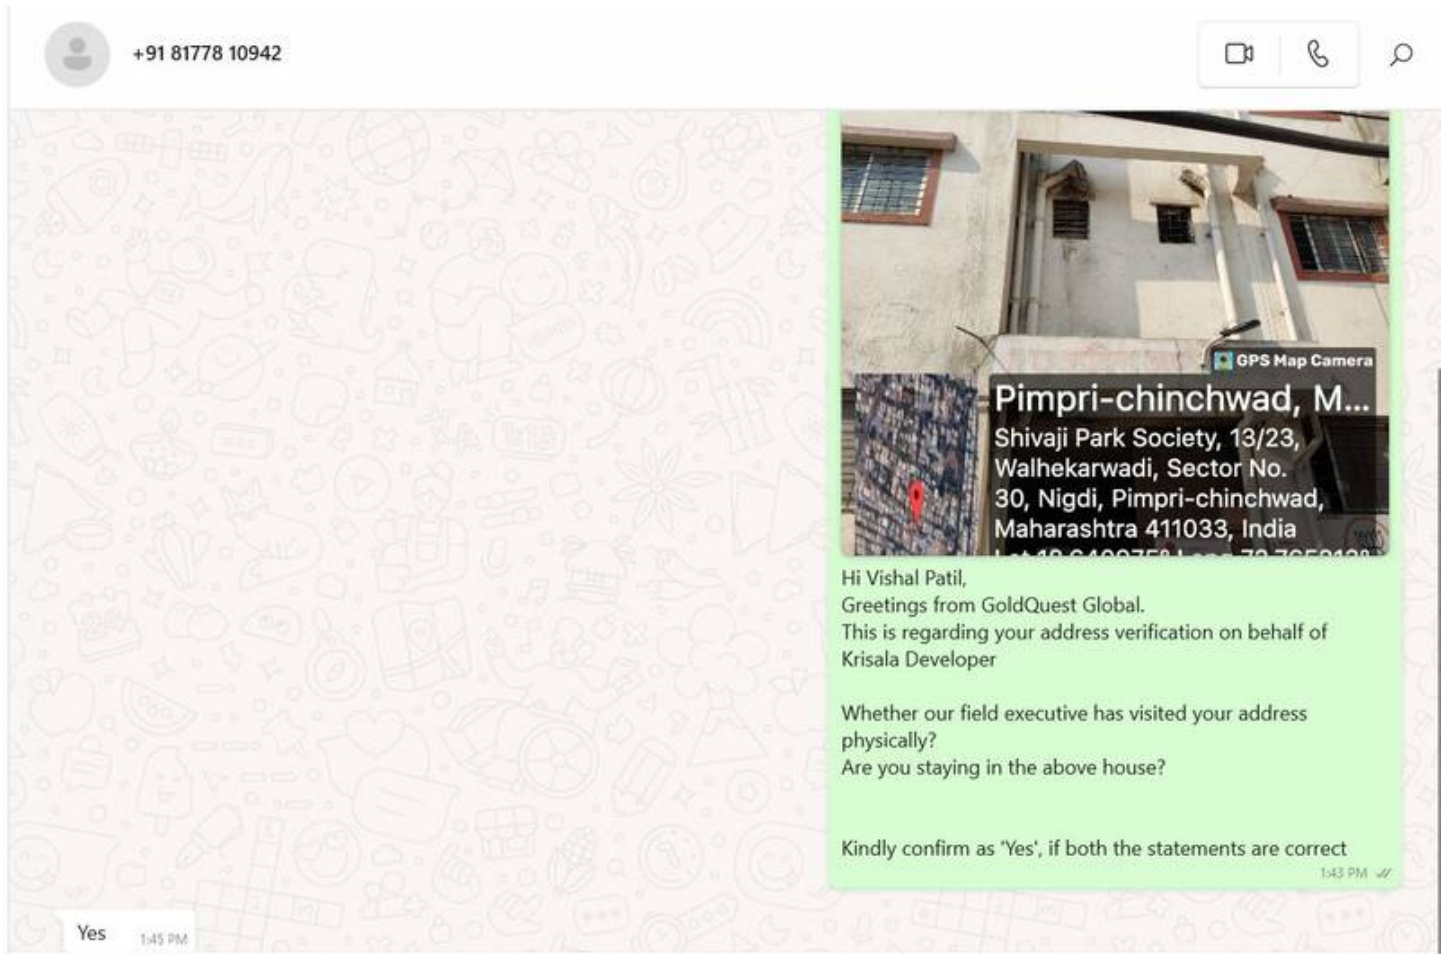 +91 81778 10942
GPS Map Camera
Pimpri-chinchwad, M...
Shivaji Park Society, 13/23,
Walhekarwadi, Sector No.
30, Nigdi, Pimpri-chinchwad,
Maharashtra 411033, India
Hi Vishal Patil,
Greetings from GoldQuest Global.
This is regarding your address verification on behalf of
Krisala Developer
Whether our field executive has visited your address
physically?
Are you staying in the above house?
Kindly confirm as 'Yes', if both the statements are correct
1:43 PM
Yes
1:45 PM